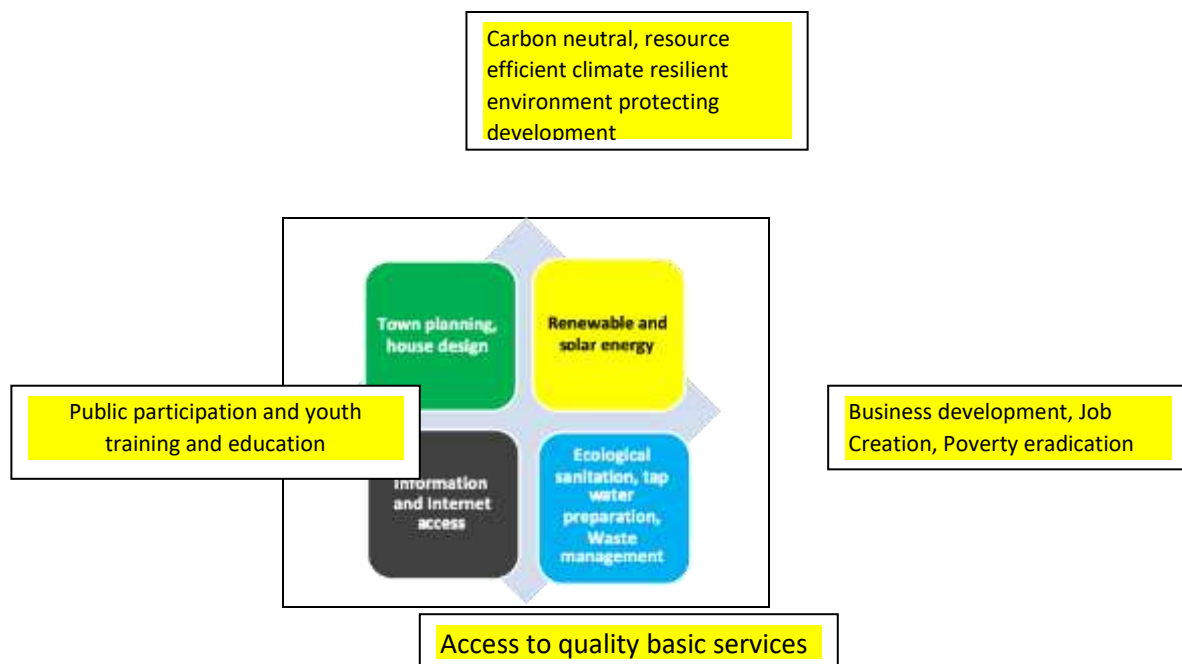 Carbon neutral, resource
efficient climate resilient
environment protecting
development
Town planning,
house design
Renewable and
solar energy
Public participation and youth
training and education
Business development, Job
Creation, Poverty eradication
Information
and Internet
access
Ecological
sanitation, tap
water
preparation,
Waste
management
Access to quality basic services